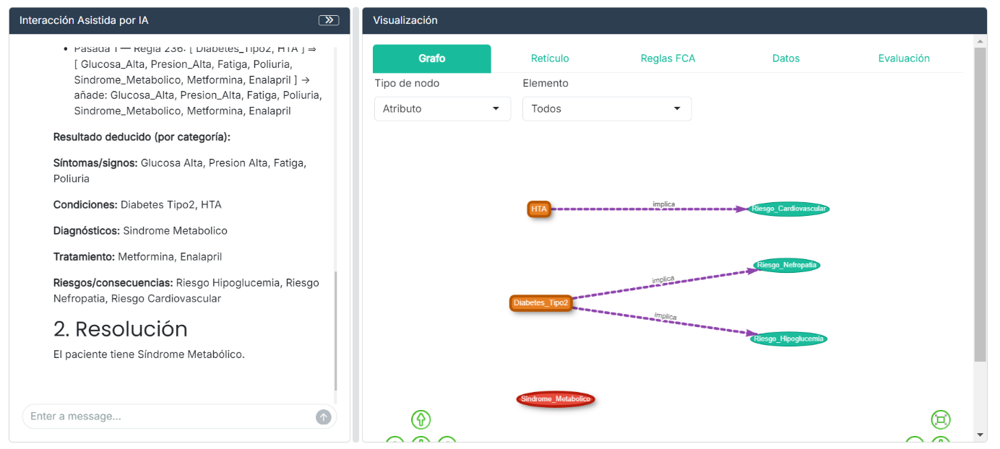 Interacción Asistida por IA
Pasada 1 — Regla 236: [ Diabetes_Tipo2, HTA ] ⇒
[ Glucosa_Alta, Presion_Alta, Fatiga, Poliuria,
Sindrome_Metabolico, Metformina, Enalapril ] →
añade: Glucosa_Alta, Presion_Alta, Fatiga, Poliuria,
Sindrome_Metabolico, Metformina, Enalapril
Resultado deducido (por categoría):
Síntomas/signos: Glucosa Alta, Presion Alta, Fatiga,
Poliuria
Condiciones: Diabetes Tipo2, HTA
Diagnósticos: Sindrome Metabolico
Tratamiento: Metformina, Enalapril
Riesgos/consecuencias: Riesgo Hipoglucemia, Riesgo
Nefropatia, Riesgo Cardiovascular
2. Resolución
El paciente tiene Síndrome Metabólico.
Enter a message...
Visualización
Grafo
Retículo
Reglas FCA
Datos
Evaluación
Tipo de nodo
Elemento
Atributo
Todos
HTA
implica
Riesgo_Cardiovascular
Riesgo_Nefropatia
implica
Diabetes_Tipo2
implica
Riesgo_Hipoglucemia
Sindrome_Metabolico